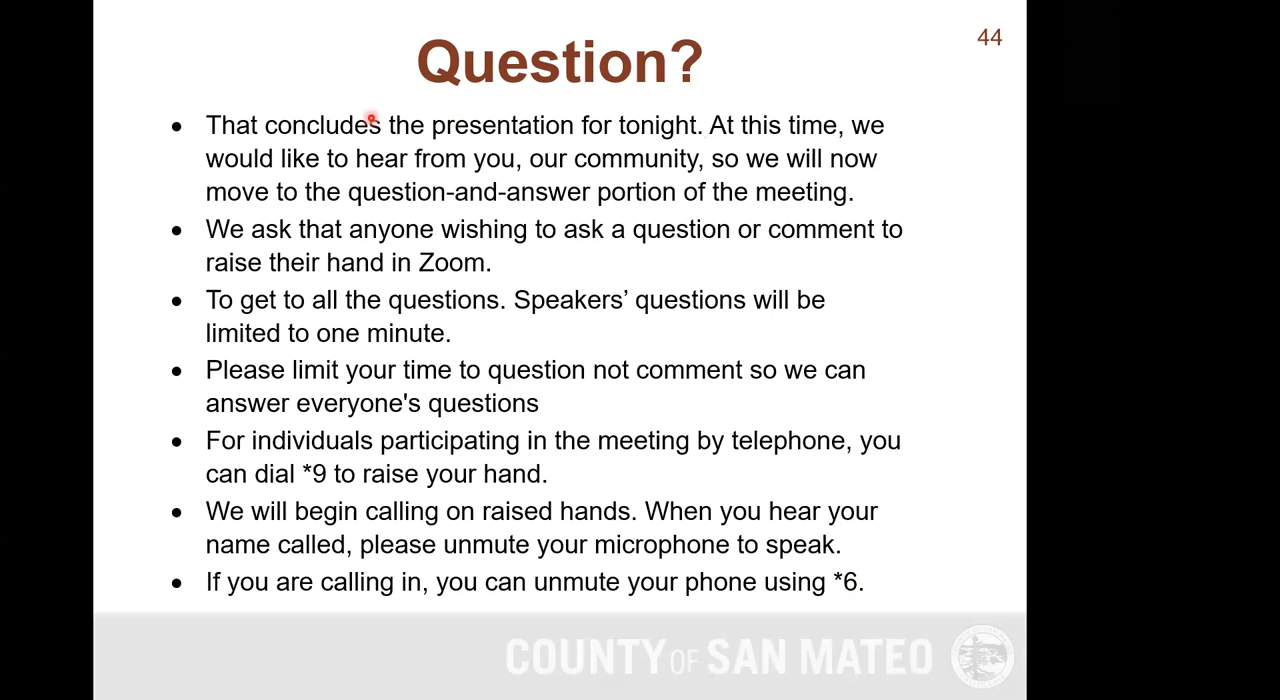 44
Question?
• That concludes the presentation for tonight. At this time, we
would like to hear from you, our community, so we will now
move to the question-and-answer portion of the meeting.
• We ask that anyone wishing to ask a question or comment to
raise their hand in Zoom.
• To get to all the questions. Speakers’ questions will be
limited to one minute.
• Please limit your time to question not comment so we can
answer everyone's questions
• For individuals participating in the meeting by telephone, you
can dial *9 to raise your hand.
• We will begin calling on raised hands. When you hear your
name called, please unmute your microphone to speak.
• If you are calling in, you can unmute your phone using *6.
COUNTY OF SAN MATEO